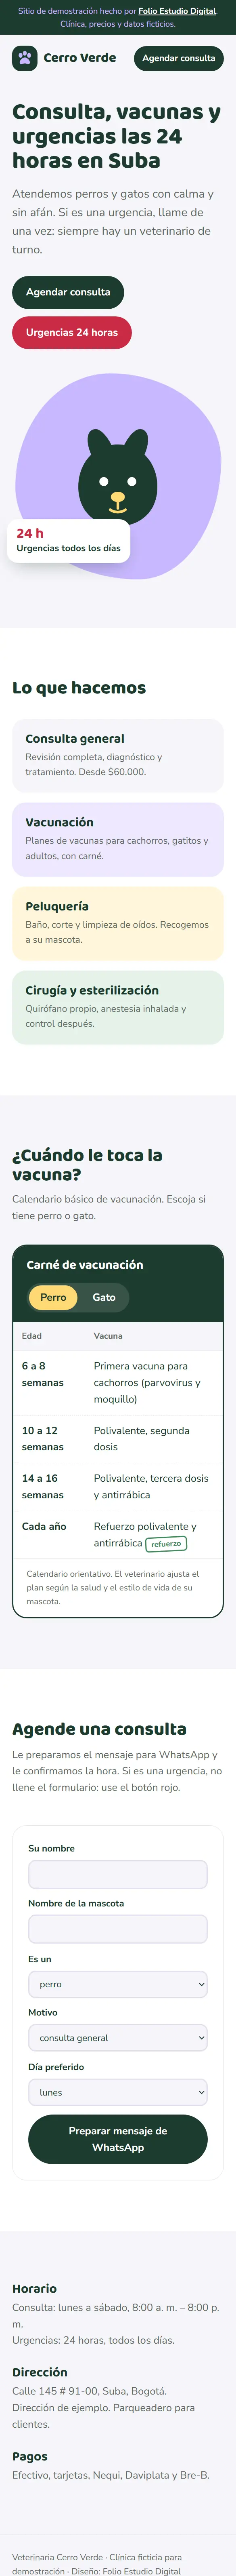 Sitio de demostración hecho por Folio Estudio Digital.
Clínica, precios y datos ficticios.
Cerro Verde
Agendar consulta
Consulta, vacunas y
urgencias las 24
horas en Suba
Atendemos perros y gatos con calma y
sin afán. Si es una urgencia, llame de
una vez: siempre hay un veterinario de
turno.
Agendar consulta
Urgencias 24 horas
24 h
Urgencias todos los días
Lo que hacemos
Consulta general
Revisión completa, diagnóstico y
tratamiento. Desde $60.000.
Vacunación
Planes de vacunas para cachorros, gatitos y
adultos, con carné.
Peluquería
Baño, corte y limpieza de oídos. Recogemos
a su mascota.
Cirugía y esterilización
Quirófano propio, anestesia inhalada y
control después.
¿Cuándo le toca la
vacuna?
Calendario básico de vacunación. Escoja si
tiene perro o gato.
Carné de vacunación
Perro Gato
Edad Vacuna
6 a 8
semanas
Primera vacuna para
cachorros (parvovirus y
moquillo)
10 a 12
semanas
Polivalente, segunda
dosis
14 a 16
semanas
Polivalente, tercera dosis
y antirrábica
Cada año
Refuerzo polivalente y
antirrábica refuerzo
Calendario orientativo. El veterinario ajusta el
plan según la salud y el estilo de vida de su
mascota.
Agende una consulta
Le preparamos el mensaje para WhatsApp y
le confirmamos la hora. Si es una urgencia, no
llene el formulario: use el botón rojo.
Su nombre
Nombre de la mascota
Es un
perro
Motivo
consulta general
Día preferido
lunes
Preparar mensaje de
WhatsApp
Horario
Consulta: lunes a sábado, 8:00 a. m. – 8:00 p.
m.
Urgencias: 24 horas, todos los días.
Dirección
Calle 145 # 91-00, Suba, Bogotá.
Dirección de ejemplo. Parqueadero para
clientes.
Pagos
Efectivo, tarjetas, Nequi, Daviplata y Bre-B.
Veterinaria Cerro Verde · Clínica ficticia para
demostración · Diseño: Folio Estudio Digital